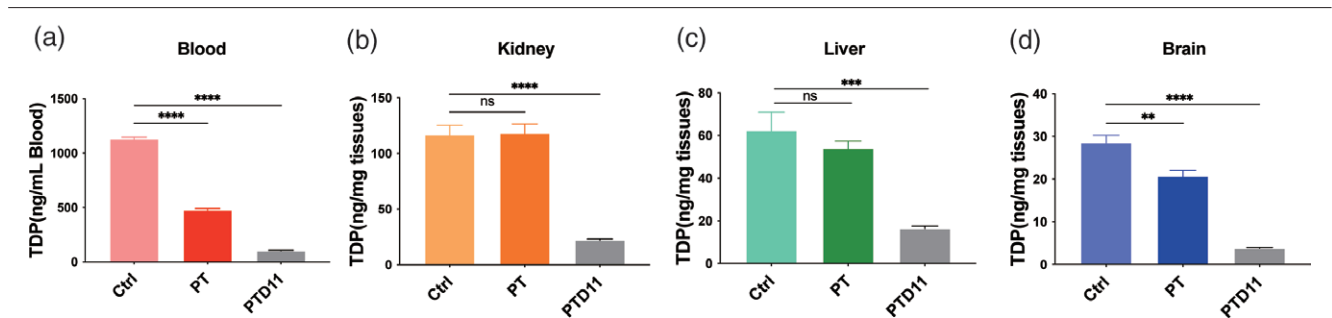 (a)
Blood
TDP(ng/mL Blood)
1500
1000
500
0
****
****
Ctrl
PT
PTD11
(b)
Kidney
TDP(ng/mg tissues)
150
100
50
0
****
ns
Ctrl
PT
PTD11
(c)
Liver
TDP(ng/mg tissues)
80
60
40
20
0
***
ns
Ctrl
PT
PTD11
(d)
Brain
TDP(ng/mg tissues)
40
30
20
10
0
****
**
Ctrl
PT
PTD11